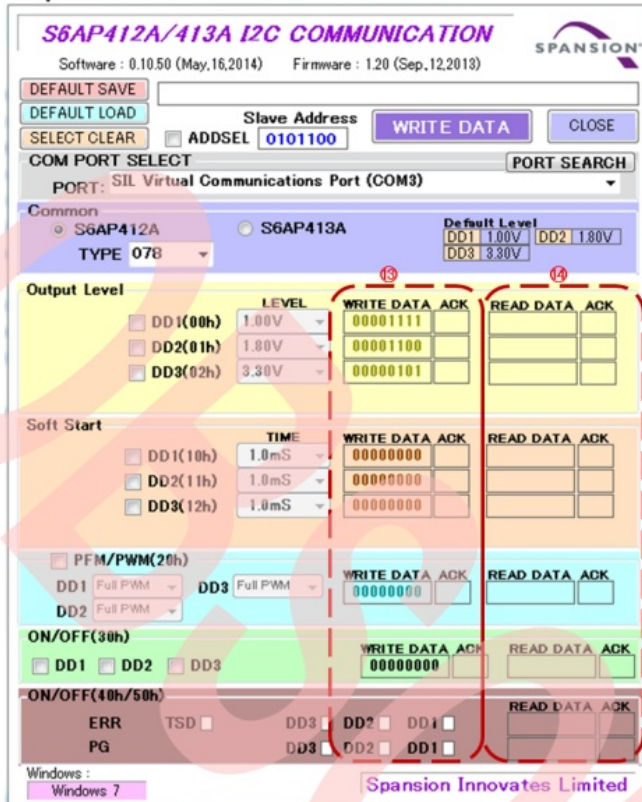 S6AP412A/413A I2C COMMUNICATION
SPANSION
Software : 0.10.50 (May,16,2014) Firmware : 1.20 (Sep,12,2013)
DEFAULT SAVE
DEFAULT LOAD
Slave Address
SELECT CLEAR ADDSEL 0101100 WRITE DATA CLOSE
COM PORT SELECT PORT SEARCH
PORT: SIL Virtual Communications Port (COM3)
Common
S6AP412A S6AP413A Default Level
DD1 1.00V DD2 1.80V
TYPE 078 DD3 3.30V
⑬ ⑭
Output Level
LEVEL WRITE DATA ACK READ DATA ACK
DD1(00h) 1.00V 00001111
DD2(01h) 1.80V 00001100
DD3(02h) 3.30V 00000101
Soft Start
TIME WRITE DATA ACK READ DATA ACK
DD1(10h) 1.0mS 00000000
DD2(11h) 1.0mS 00000000
DD3(12h) 1.0mS 00000000
PFM/PWM(20h)
WRITE DATA ACK READ DATA ACK
DD1 Full PWM DD3 Full PWM 00000000
DD2 Full PWM
ON/OFF(30h)
WRITE DATA ACK READ DATA ACK
DD1 DD2 DD3 00000000
ON/OFF(40h/50h)
READ DATA ACK
ERR TSD DD3 DD2 DD1
PG DD3 DD2 DD1
Windows :
Windows 7
Spansion Innovates Limited